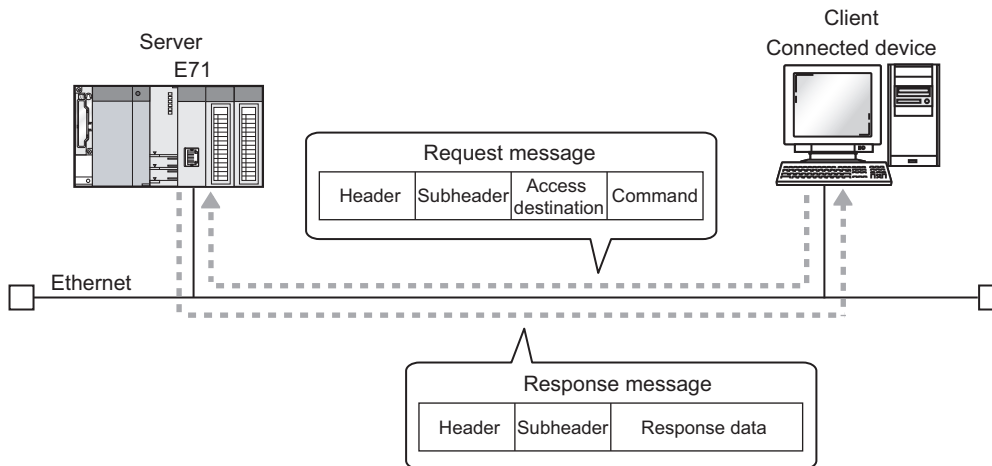 Server
E71
Client
Connected device
Request message
Header
Subheader
Access
destination
Command
Ethernet
Response message
Header
Subheader
Response data